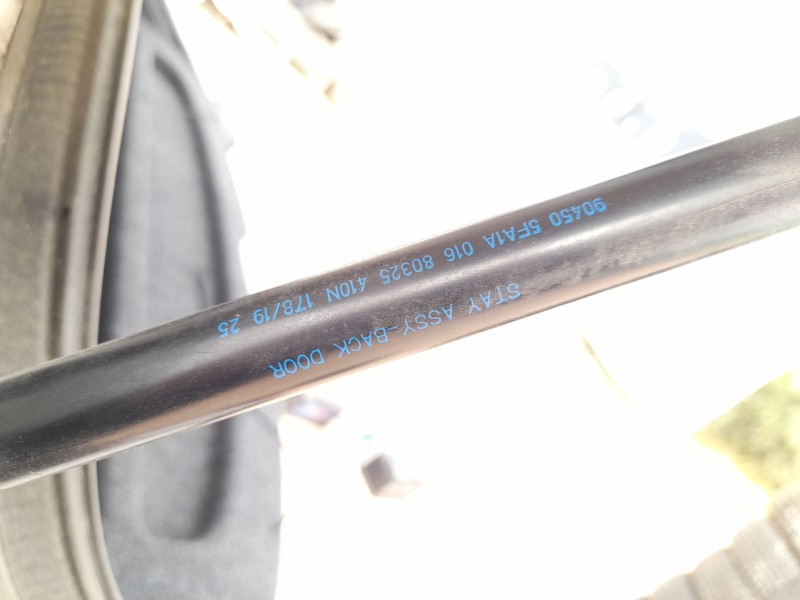 90450 5FA1A 016 80325 410N 178/19 25
STAY ASSY-BACK DOOR